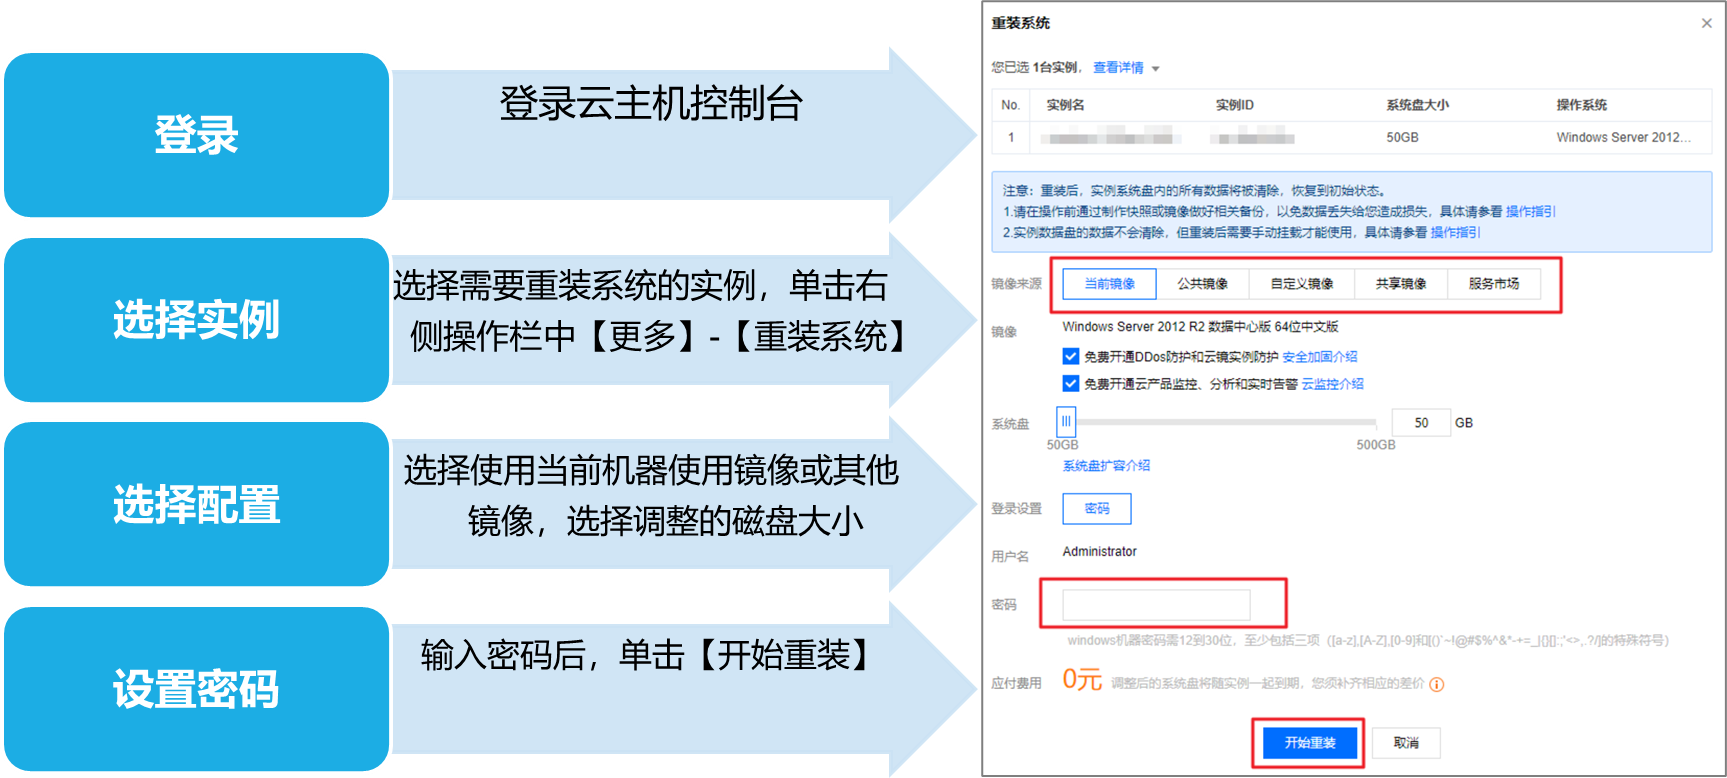 登录
登录云主机控制台
选择实例
选择需要重装系统的实例，单击右
侧操作栏中【更多】-【重装系统】
选择配置
选择使用当前机器使用镜像或其他
镜像，选择调整的磁盘大小
设置密码
输入密码后，单击【开始重装】
重装系统
您已选 1台实例， 查看详情
No. 实例名 实例ID 系统盘大小 操作系统
1 50GB Windows Server 2012...
注意：重装后，实例系统盘内的所有数据将被清除，恢复到初始状态。
1.请在操作前通过制作快照或镜像做好相关备份，以免数据丢失给您造成损失，具体请参看 操作指引
2.实例数据盘的数据不会清除，但重装后需要手动挂载才能使用，具体请参看 操作指引
镜像来源 当前镜像 公共镜像 自定义镜像 共享镜像 服务市场
镜像 Windows Server 2012 R2 数据中心版 64位中文版
免费开通DDos防护和云镜实例防护 安全加固介绍
免费开通云产品监控、分析和实时告警 云监控介绍
系统盘 50 GB
50GB 500GB
系统盘扩容介绍
登录设置 密码
用户名 Administrator
密码
windows机器密码需12到30位，至少包括三项（[a-z],[A-Z],[0-9]和[()`~!@#$%^&*-+=_|{}[]:;'<>,.?/]的特殊符号）
应付费用 0元 调整后的系统盘将随实例一起到期，您须补齐相应的差价
开始重装 取消